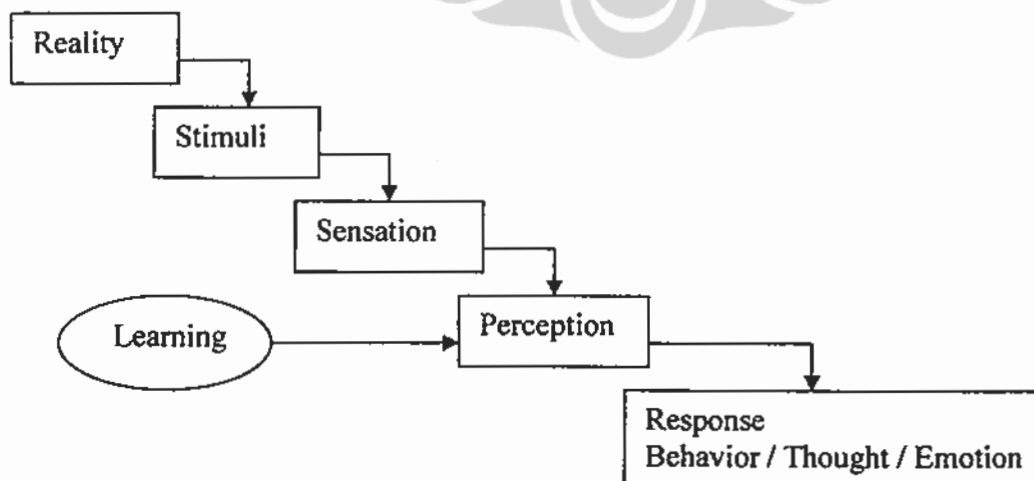 Reality
Stimuli
Sensation
Learning
Perception
Response
Behavior / Thought / Emotion